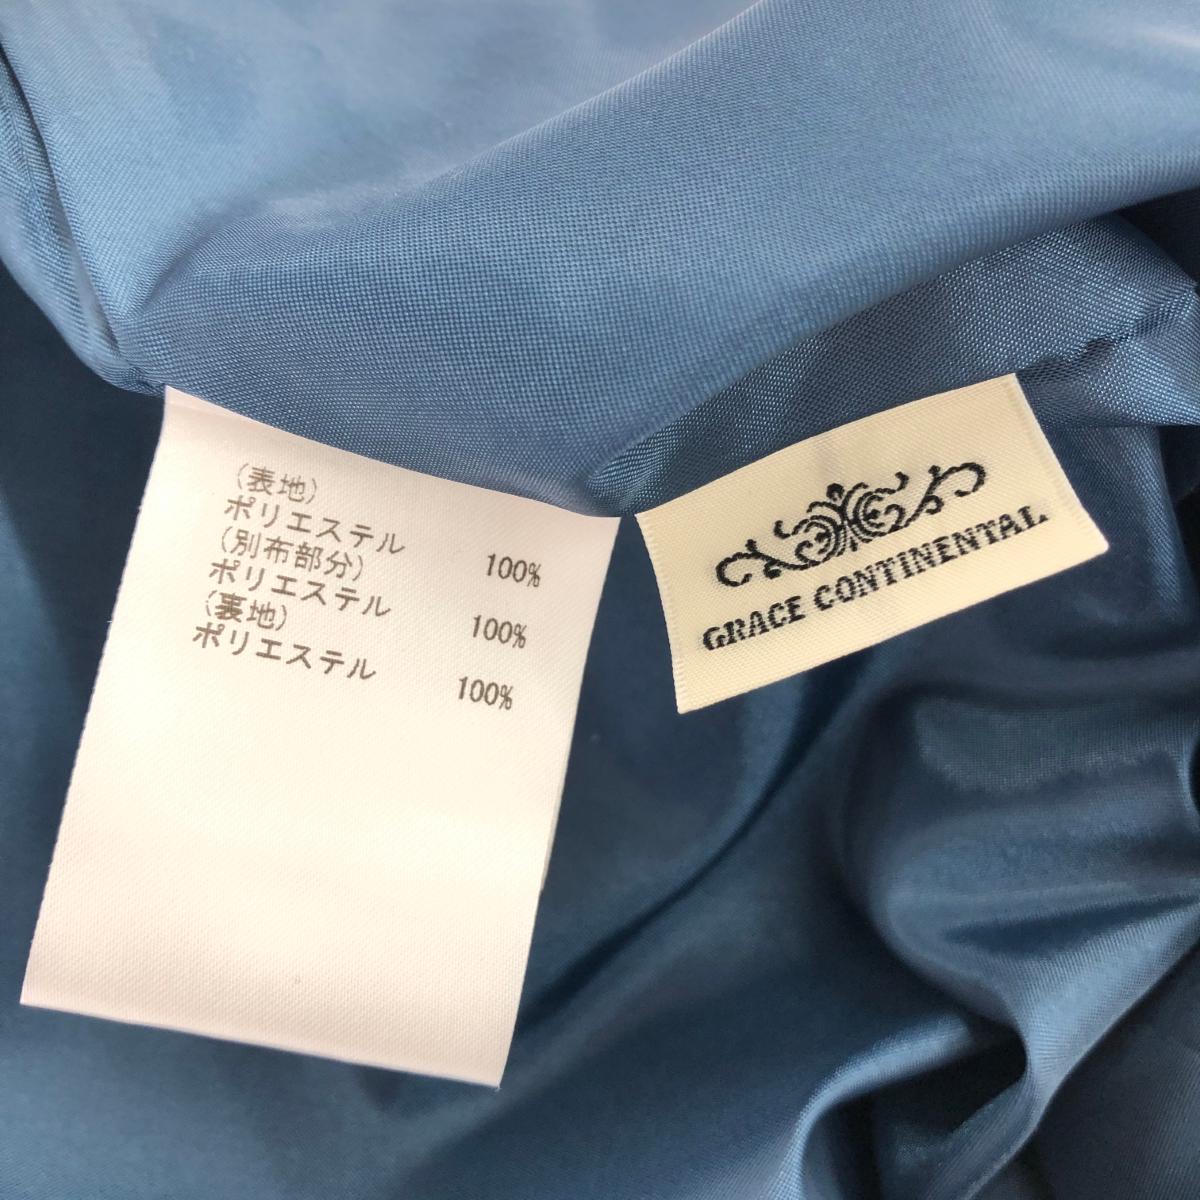 (表地)
ポリエステル 100%
(別布部分)
ポリエステル 100%
(裏地)
ポリエステル 100%
GRACE CONTINENTAL